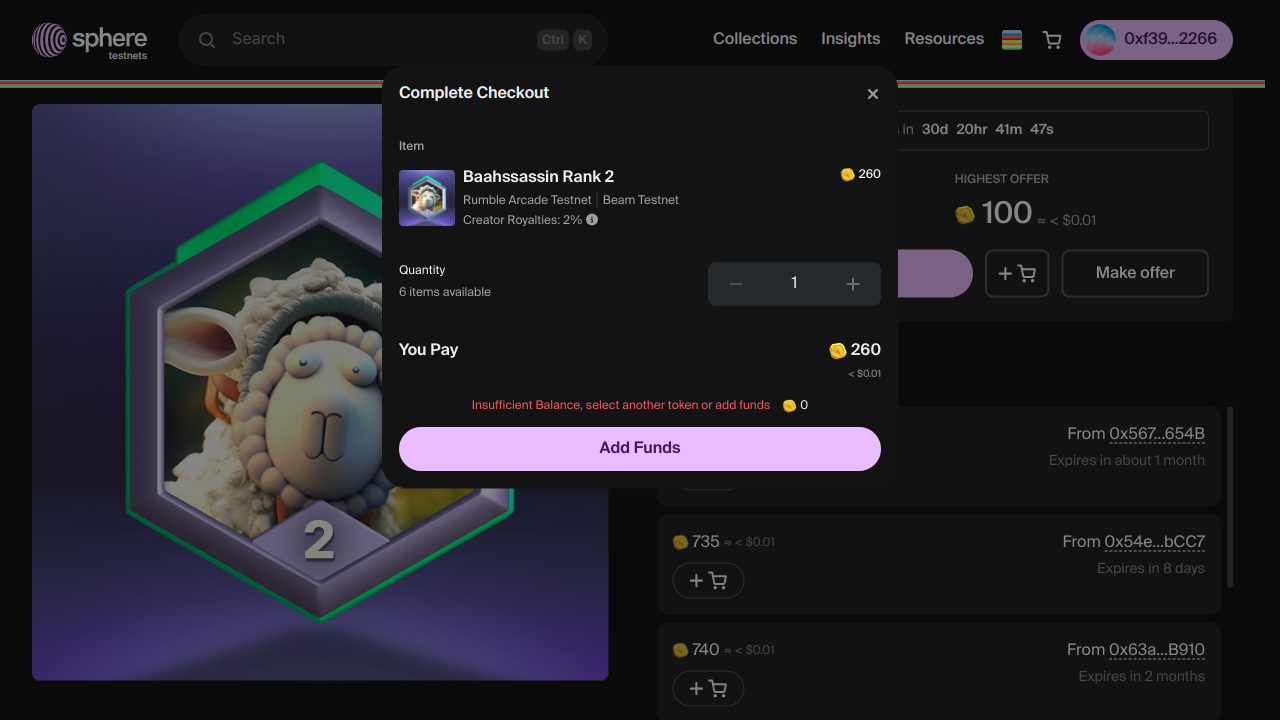 sphere
testnets
Search
Ctrl K
Collections
Insights
Resources
0xf39...2266
Complete Checkout
in 30d 20hr 41m 47s
Item
Baahssassin Rank 2
260
Rumble Arcade Testnet
Beam Testnet
Creator Royalties: 2%
HIGHEST OFFER
100 ≈ < $0.01
Quantity
6 items available
1
Make offer
You Pay
260
< $0.01
Insufficient Balance, select another token or add funds
0
Add Funds
2
From 0x567...654B
Expires in about 1 month
735 ≈ < $0.01
From 0x54e...bCC7
Expires in 8 days
740 ≈ < $0.01
From 0x63a...B910
Expires in 2 months